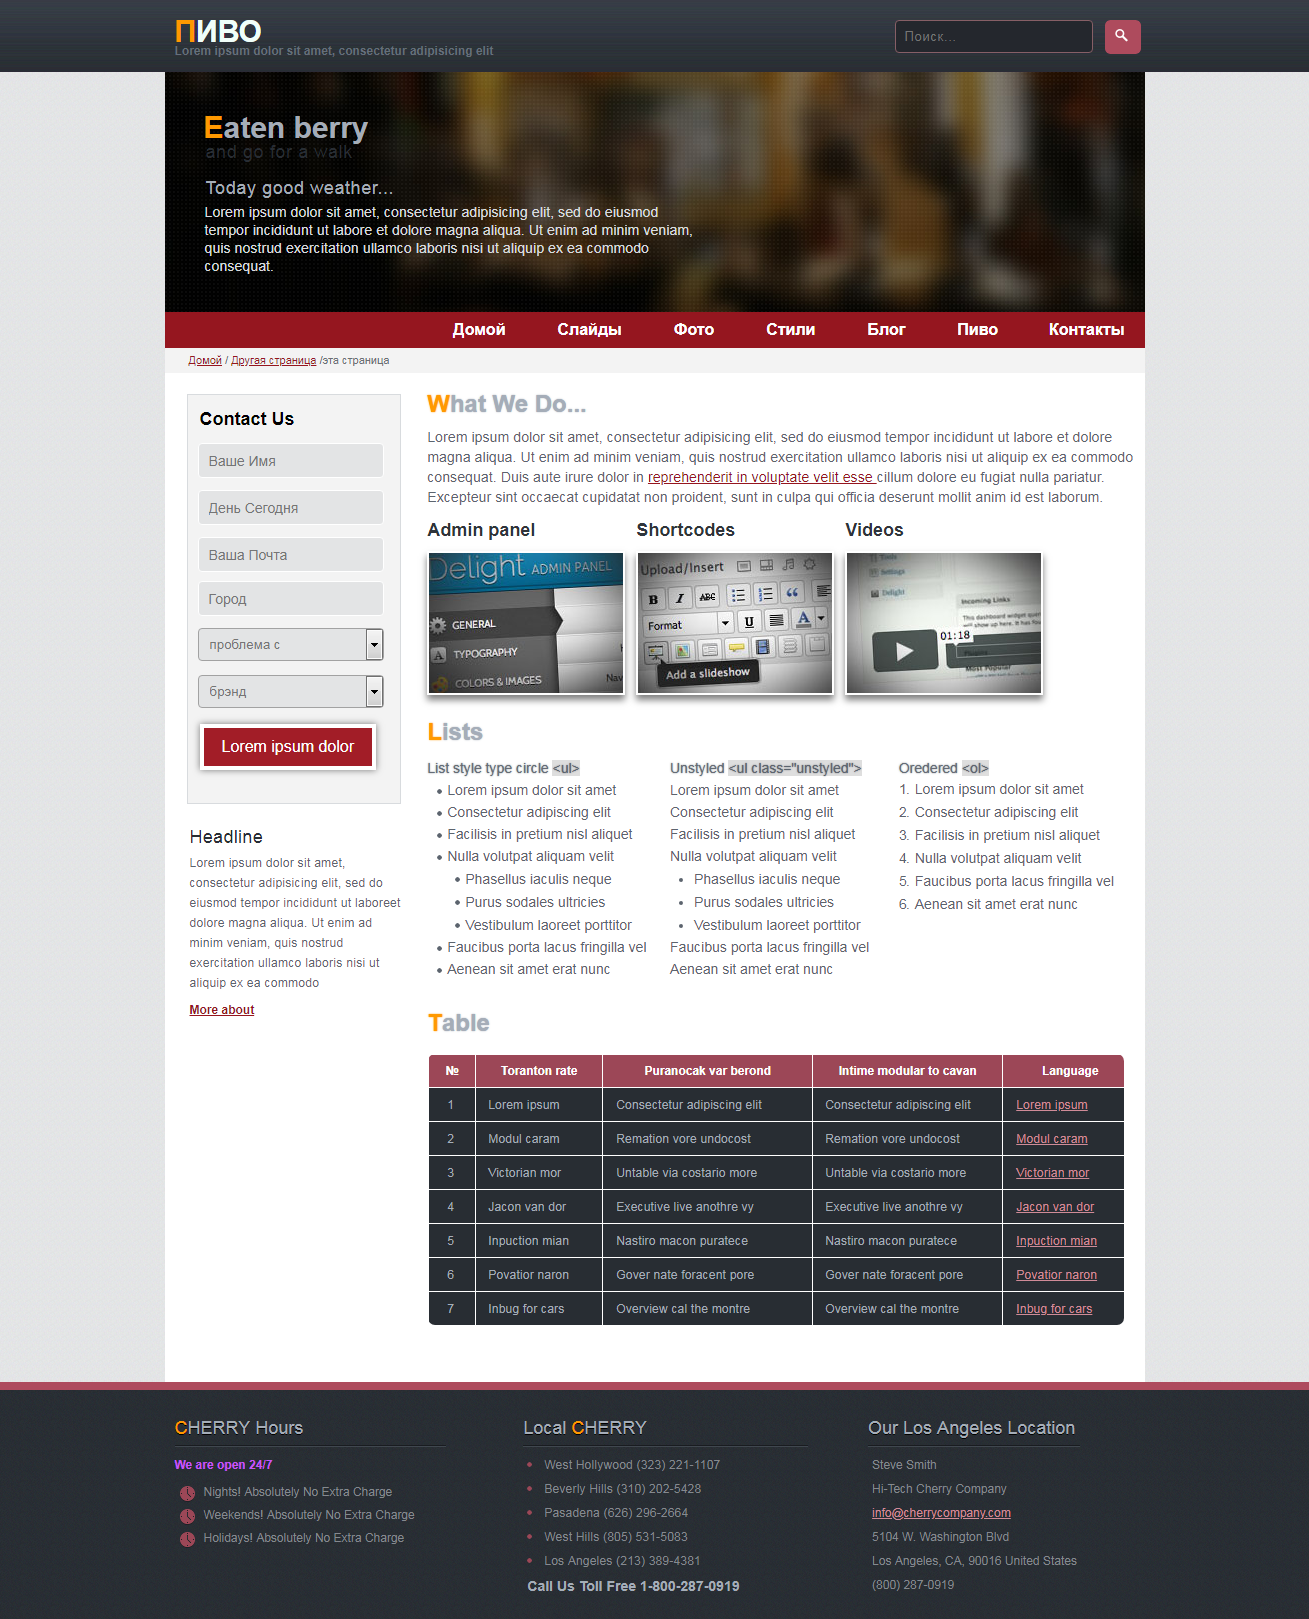 ПИВО
Lorem ipsum dolor sit amet, consectetur adipisicing elit
Поиск...
Eaten berry
and go for a walk
Today good weather...
Lorem ipsum dolor sit amet, consectetur adipisicing elit, sed do eiusmod
tempor incididunt ut labore et dolore magna aliqua. Ut enim ad minim veniam,
quis nostrud exercitation ullamco laboris nisi ut aliquip ex ea commodo
consequat.
Домой Слайды Фото Стили Блог Пиво Контакты
Домой / Другая страница /эта страница
Contact Us
Ваше Имя
День Сегодня
Ваша Почта
Город
проблема с
брэнд
Lorem ipsum dolor
Headline
Lorem ipsum dolor sit amet,
consectetur adipisicing elit, sed do
eiusmod tempor incididunt ut laboreet
dolore magna aliqua. Ut enim ad
minim veniam, quis nostrud
exercitation ullamco laboris nisi ut
aliquip ex ea commodo
More about
What We Do...
Lorem ipsum dolor sit amet, consectetur adipisicing elit, sed do eiusmod tempor incididunt ut labore et dolore
magna aliqua. Ut enim ad minim veniam, quis nostrud exercitation ullamco laboris nisi ut aliquip ex ea commodo
consequat. Duis aute irure dolor in reprehenderit in voluptate velit esse cillum dolore eu fugiat nulla pariatur.
Excepteur sint occaecat cupidatat non proident, sunt in culpa qui officia deserunt mollit anim id est laborum.
Admin panel
Delight ADMIN PANEL
GENERAL
A TYPOGRAPHY
COLORS & IMAGES
Nav
Shortcodes
Upload/Insert
B I ABC
Format U A
Add a slideshow
Videos
Tools
Settings
Delight
Incoming Links
This dashboard widget que
will show up here. It has fou
01:18
Plugins
Most Popular
Lists
List style type circle <ul>
• Lorem ipsum dolor sit amet
• Consectetur adipiscing elit
• Facilisis in pretium nisl aliquet
• Nulla volutpat aliquam velit
• Phasellus iaculis neque
• Purus sodales ultricies
• Vestibulum laoreet porttitor
• Faucibus porta lacus fringilla vel
• Aenean sit amet erat nunc
Unstyled <ul class="unstyled">
Lorem ipsum dolor sit amet
Consectetur adipiscing elit
Facilisis in pretium nisl aliquet
Nulla volutpat aliquam velit
• Phasellus iaculis neque
• Purus sodales ultricies
• Vestibulum laoreet porttitor
Faucibus porta lacus fringilla vel
Aenean sit amet erat nunc
Oredered <ol>
1. Lorem ipsum dolor sit amet
2. Consectetur adipiscing elit
3. Facilisis in pretium nisl aliquet
4. Nulla volutpat aliquam velit
5. Faucibus porta lacus fringilla vel
6. Aenean sit amet erat nunc
Table
№ Toranton rate Puranocak var berond Intime modular to cavan Language
1 Lorem ipsum Consectetur adipiscing elit Consectetur adipiscing elit Lorem ipsum
2 Modul caram Remation vore undocost Remation vore undocost Modul caram
3 Victorian mor Untable via costario more Untable via costario more Victorian mor
4 Jacon van dor Executive live anothre vy Executive live anothre vy Jacon van dor
5 Inpuction mian Nastiro macon puratece Nastiro macon puratece Inpuction mian
6 Povatior naron Gover nate foracent pore Gover nate foracent pore Povatior naron
7 Inbug for cars Overview cal the montre Overview cal the montre Inbug for cars
CHERRY Hours
We are open 24/7
Nights! Absolutely No Extra Charge
Weekends! Absolutely No Extra Charge
Holidays! Absolutely No Extra Charge
Local CHERRY
• West Hollywood (323) 221-1107
• Beverly Hills (310) 202-5428
• Pasadena (626) 296-2664
• West Hills (805) 531-5083
• Los Angeles (213) 389-4381
Call Us Toll Free 1-800-287-0919
Our Los Angeles Location
Steve Smith
Hi-Tech Cherry Company
info@cherrycompany.com
5104 W. Washington Blvd
Los Angeles, CA, 90016 United States
(800) 287-0919